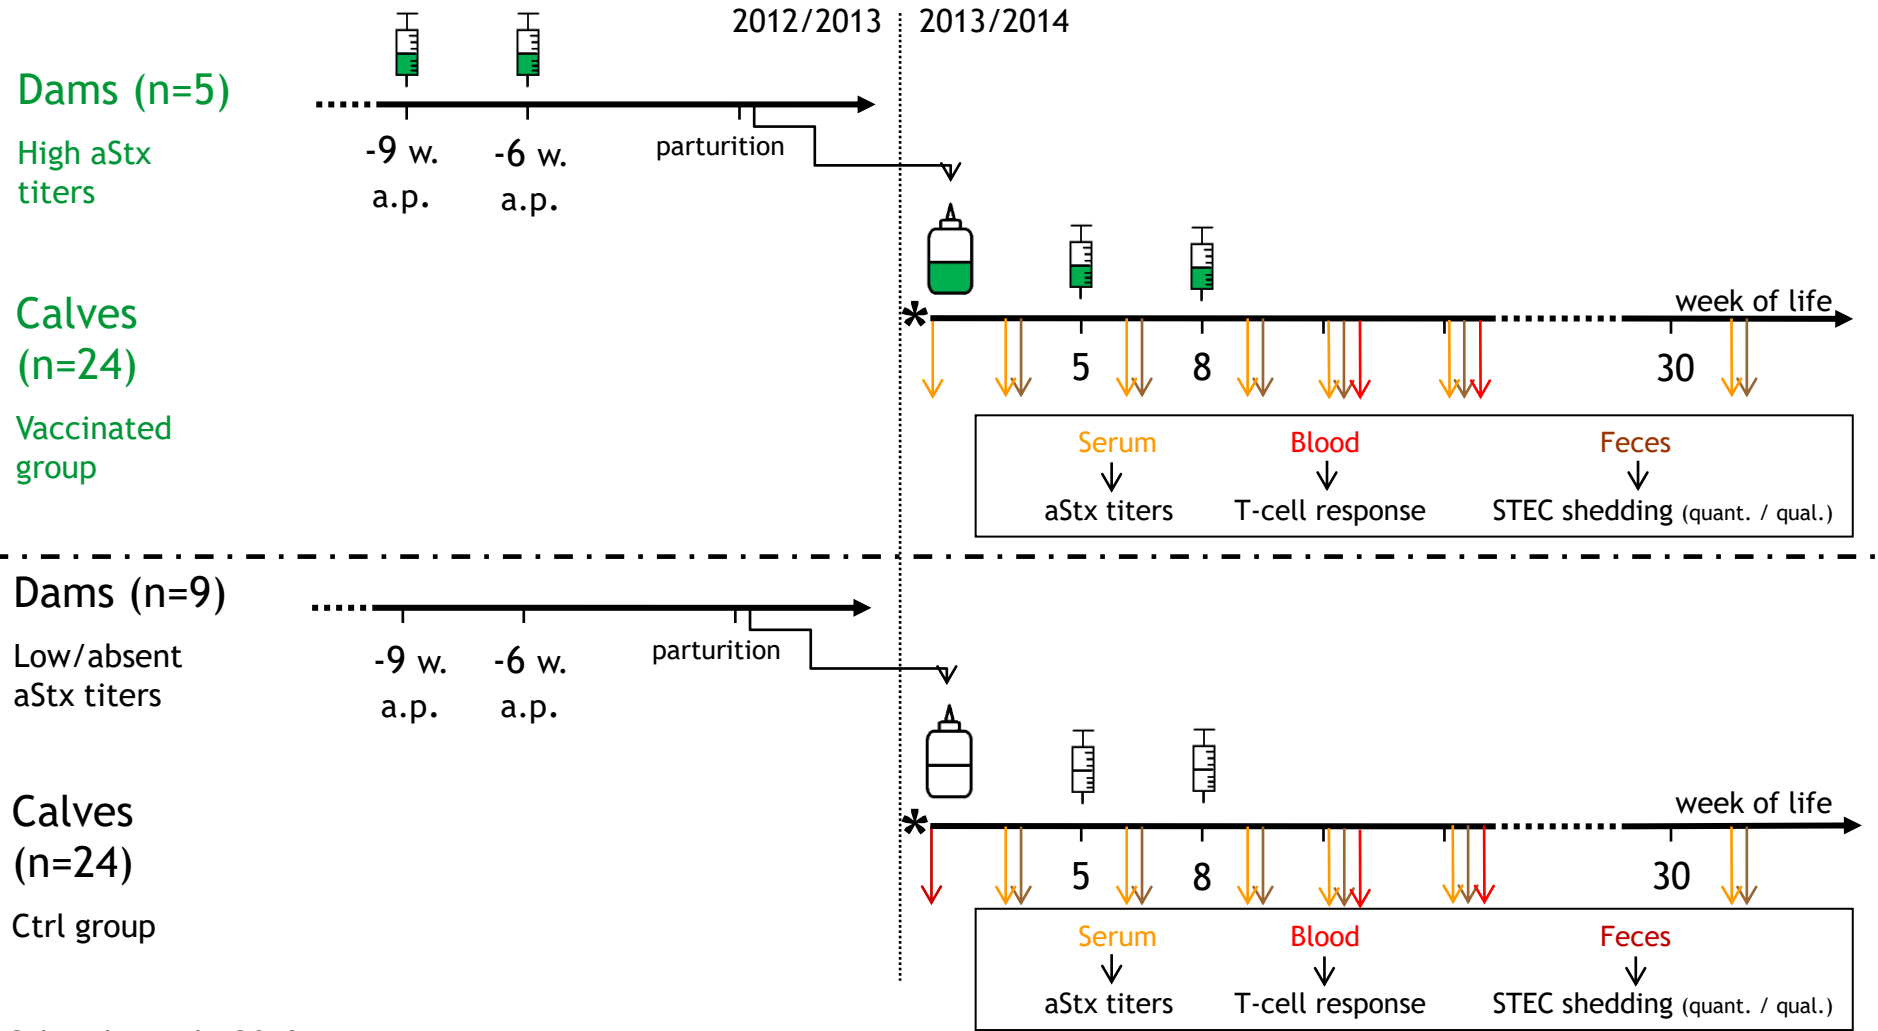 2012/2013
2013/2014
Dams (n=5)
High aStx
titers
-9 w.
a.p.
-6 w.
a.p.
parturition
Calves
(n=24)
Vaccinated
group
*
week of life
5
8
30
Serum
Blood
Feces
aStx titers
T-cell response
STEC shedding (quant. / qual.)
Dams (n=9)
Low/absent
aStx titers
-9 w.
a.p.
-6 w.
a.p.
parturition
Calves
(n=24)
Ctrl group
*
week of life
5
8
30
Serum
Blood
Feces
aStx titers
T-cell response
STEC shedding (quant. / qual.)